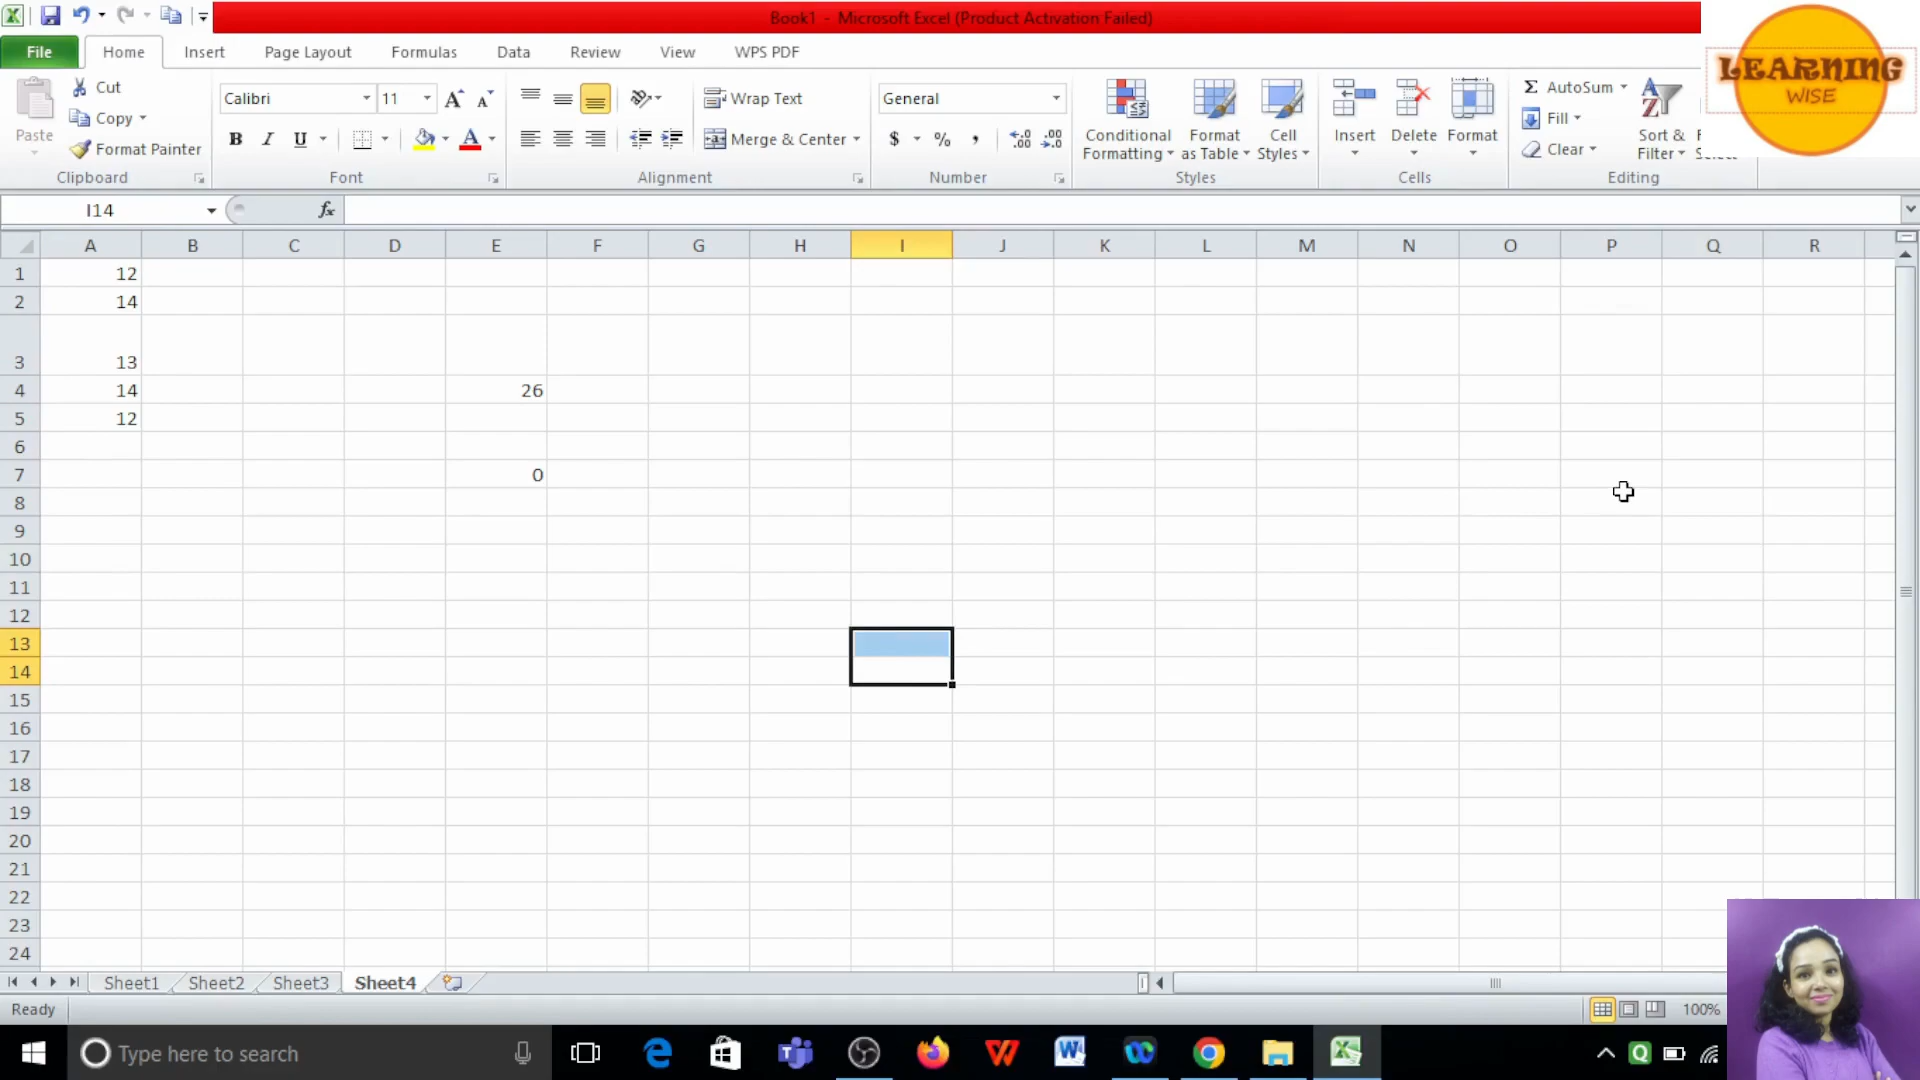 Book1 - Microsoft Excel (Product Activation Failed)
File Home Insert Page Layout Formulas Data Review View WPS PDF
LEARNING
WISE
Paste
Cut
Copy
Format Painter
Clipboard
Calibri 11
B I U A
Font
Wrap Text
Merge & Center
Alignment
General
$ % ,
Number
Conditional
Formatting
Format
as Table
Cell
Styles
Styles
Insert Delete Format
Cells
Σ AutoSum
Fill
Clear
Sort &
Filter
Editing
I14 fx
A B C D E F G H I J K L M N O P Q R
1 12
2 14
3 13
4 14 26
5 12
6
7 0
8
9
10
11
12
13
14
15
16
17
18
19
20
21
22
23
24
Sheet1 Sheet2 Sheet3 Sheet4
Ready 100%
Type here to search